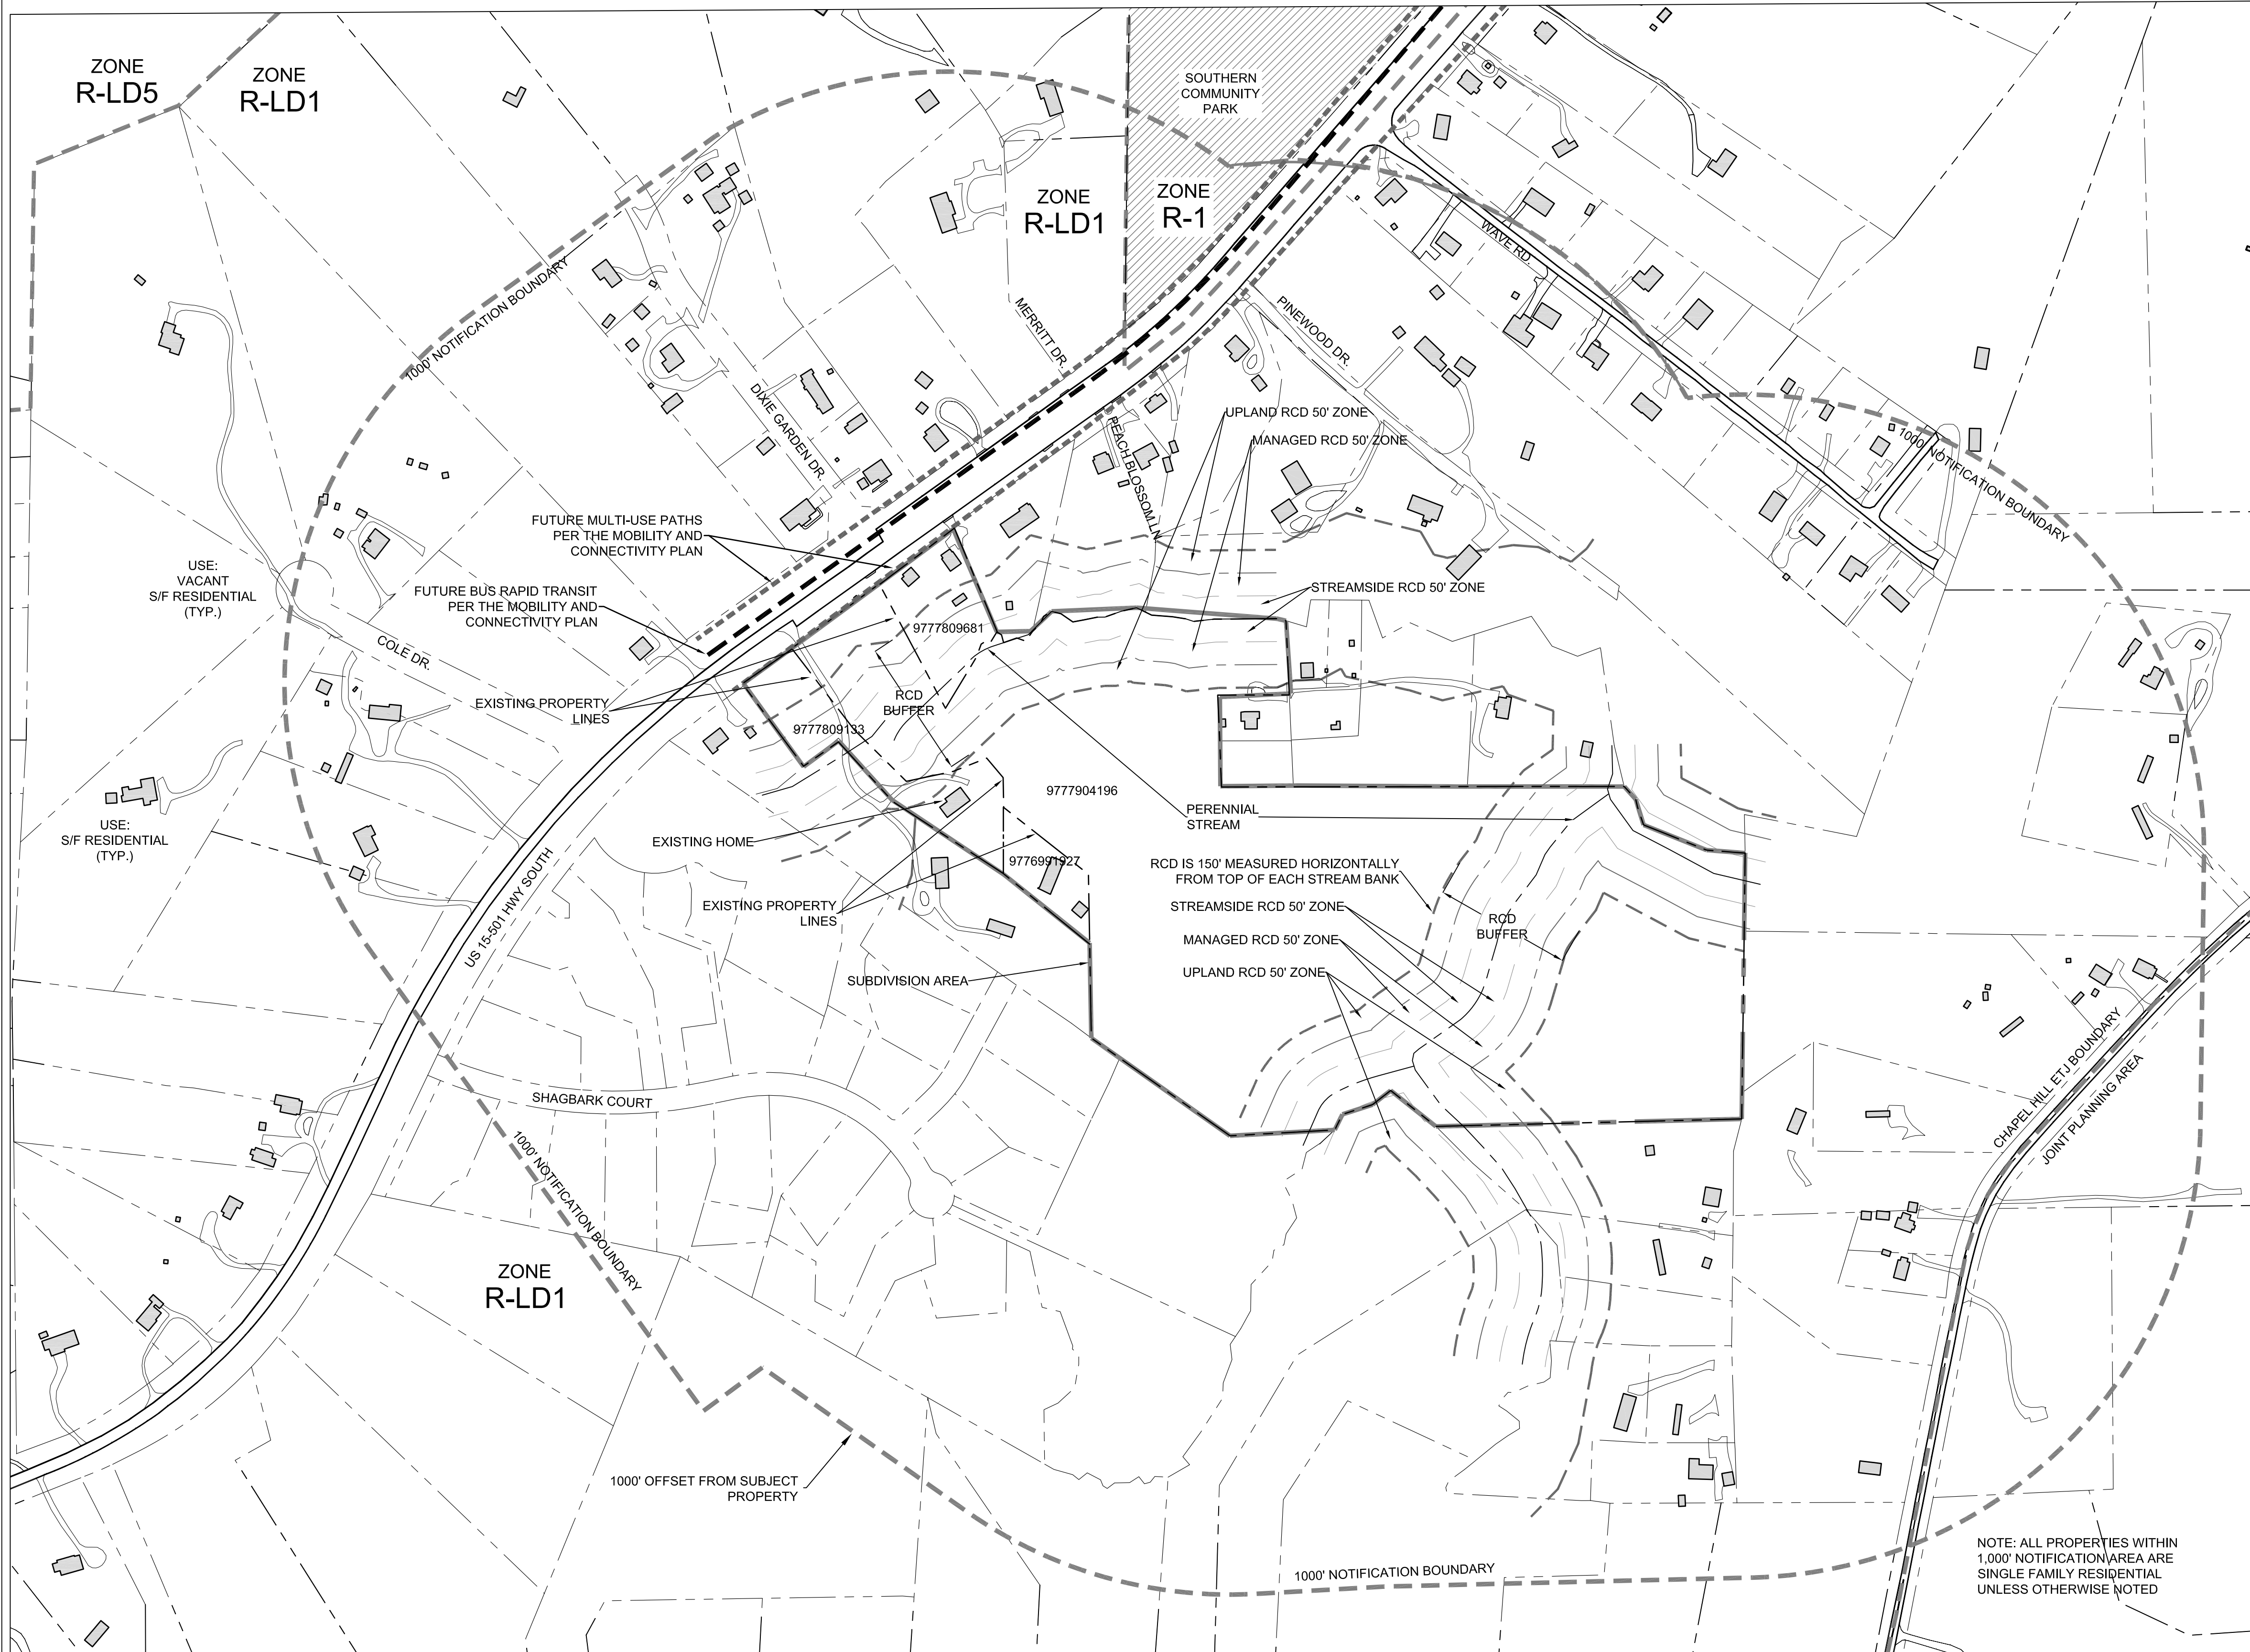 ZONE
R-LD5
ZONE
R-LD1
SOUTHERN
COMMUNITY
PARK
ZONE
R-LD1
ZONE
R-1
WAVE RD.
1000' NOTIFICATION BOUNDARY
MERRITT DR.
PINEWOOD DR.
DIXIE GARDEN DR.
PEACH BLOSSOM LN.
UPLAND RCD 50' ZONE
MANAGED RCD 50' ZONE
1000' NOTIFICATION BOUNDARY
FUTURE MULTI-USE PATHS
PER THE MOBILITY AND
CONNECTIVITY PLAN
USE:
VACANT
S/F RESIDENTIAL
(TYP.)
FUTURE BUS RAPID TRANSIT
PER THE MOBILITY AND
CONNECTIVITY PLAN
STREAMSIDE RCD 50' ZONE
9777809681
COLE DR.
EXISTING PROPERTY
LINES
RCD
BUFFER
9777809133
9777904196
PERENNIAL
STREAM
USE:
S/F RESIDENTIAL
(TYP.)
EXISTING HOME
9776991927
RCD IS 150' MEASURED HORIZONTALLY
FROM TOP OF EACH STREAM BANK
US 15-501 HWY SOUTH
EXISTING PROPERTY
LINES
STREAMSIDE RCD 50' ZONE
RCD
BUFFER
MANAGED RCD 50' ZONE
UPLAND RCD 50' ZONE
SUBDIVISION AREA
CHAPEL HILL ETJ BOUNDARY
JOINT PLANNING AREA
SHAGBARK COURT
1000' NOTIFICATION BOUNDARY
ZONE
R-LD1
1000' OFFSET FROM SUBJECT
PROPERTY
1000' NOTIFICATION BOUNDARY
NOTE: ALL PROPERTIES WITHIN
1,000' NOTIFICATION AREA ARE
SINGLE FAMILY RESIDENTIAL
UNLESS OTHERWISE NOTED